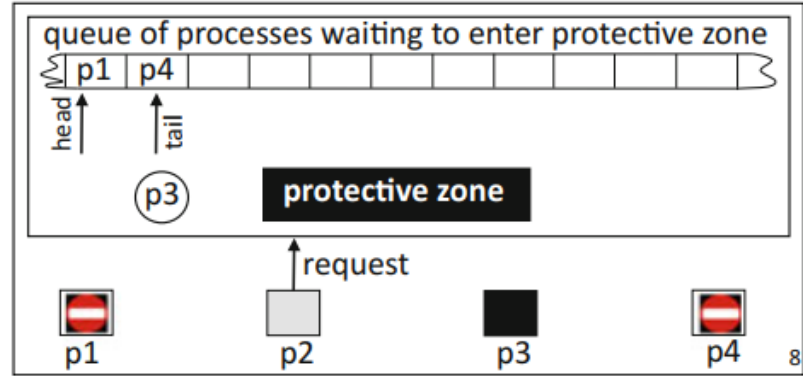 queue of processes waiting to enter protective zone
p1 p4
head tail
p3 protective zone
request
p1 p2 p3 p4 8